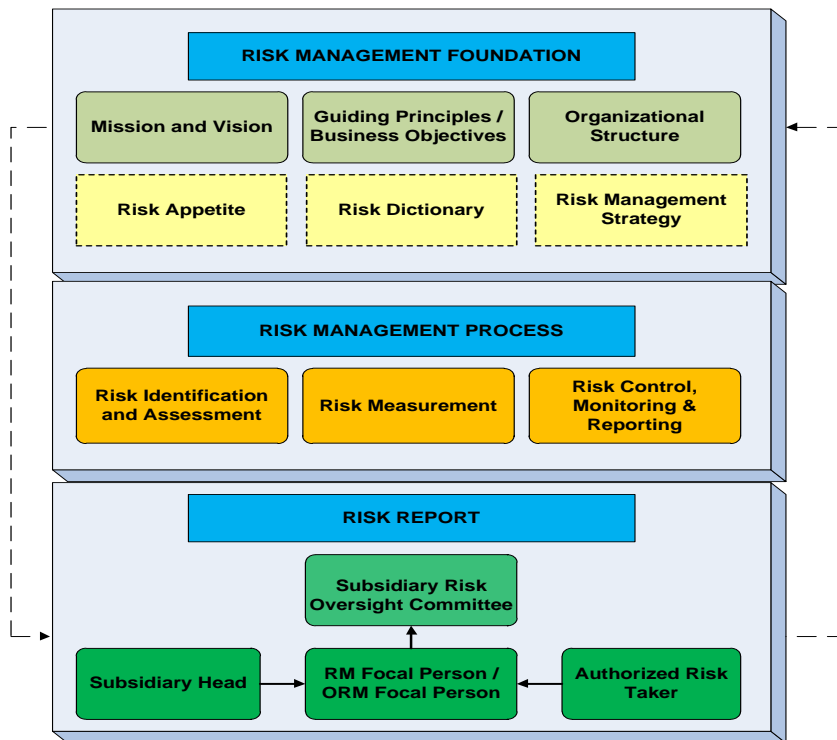 RISK MANAGEMENT FOUNDATION
Mission and Vision
Guiding Principles /
Business Objectives
Organizational
Structure
Risk Appetite
Risk Dictionary
Risk Management
Strategy
RISK MANAGEMENT PROCESS
Risk Identification
and Assessment
Risk Measurement
Risk Control,
Monitoring &
Reporting
RISK REPORT
Subsidiary Risk
Oversight Committee
Subsidiary Head
RM Focal Person /
ORM Focal Person
Authorized Risk
Taker